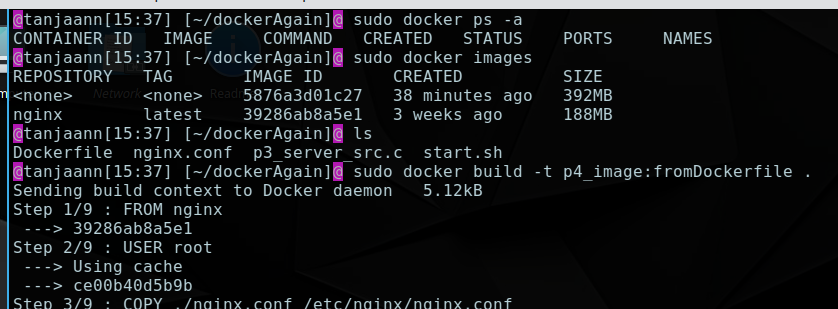 @tanjaann[15:37] [~/dockerAgain]@ sudo docker ps -a
CONTAINER ID   IMAGE     COMMAND   CREATED   STATUS    PORTS     NAMES
@tanjaann[15:37] [~/dockerAgain]@ sudo docker images
REPOSITORY   TAG       IMAGE ID       CREATED          SIZE
<none>       <none>    5876a3d01c27   38 minutes ago   392MB
nginx        latest    39286ab8a5e1   3 weeks ago      188MB
@tanjaann[15:37] [~/dockerAgain]@ ls
Dockerfile  nginx.conf  p3_server_src.c  start.sh
@tanjaann[15:37] [~/dockerAgain]@ sudo docker build -t p4_image:fromDockerfile .
Sending build context to Docker daemon   5.12kB
Step 1/9 : FROM nginx
 ---> 39286ab8a5e1
Step 2/9 : USER root
 ---> Using cache
 ---> ce00b40d5b9b
Step 3/9 : COPY ./nginx.conf /etc/nginx/nginx.conf